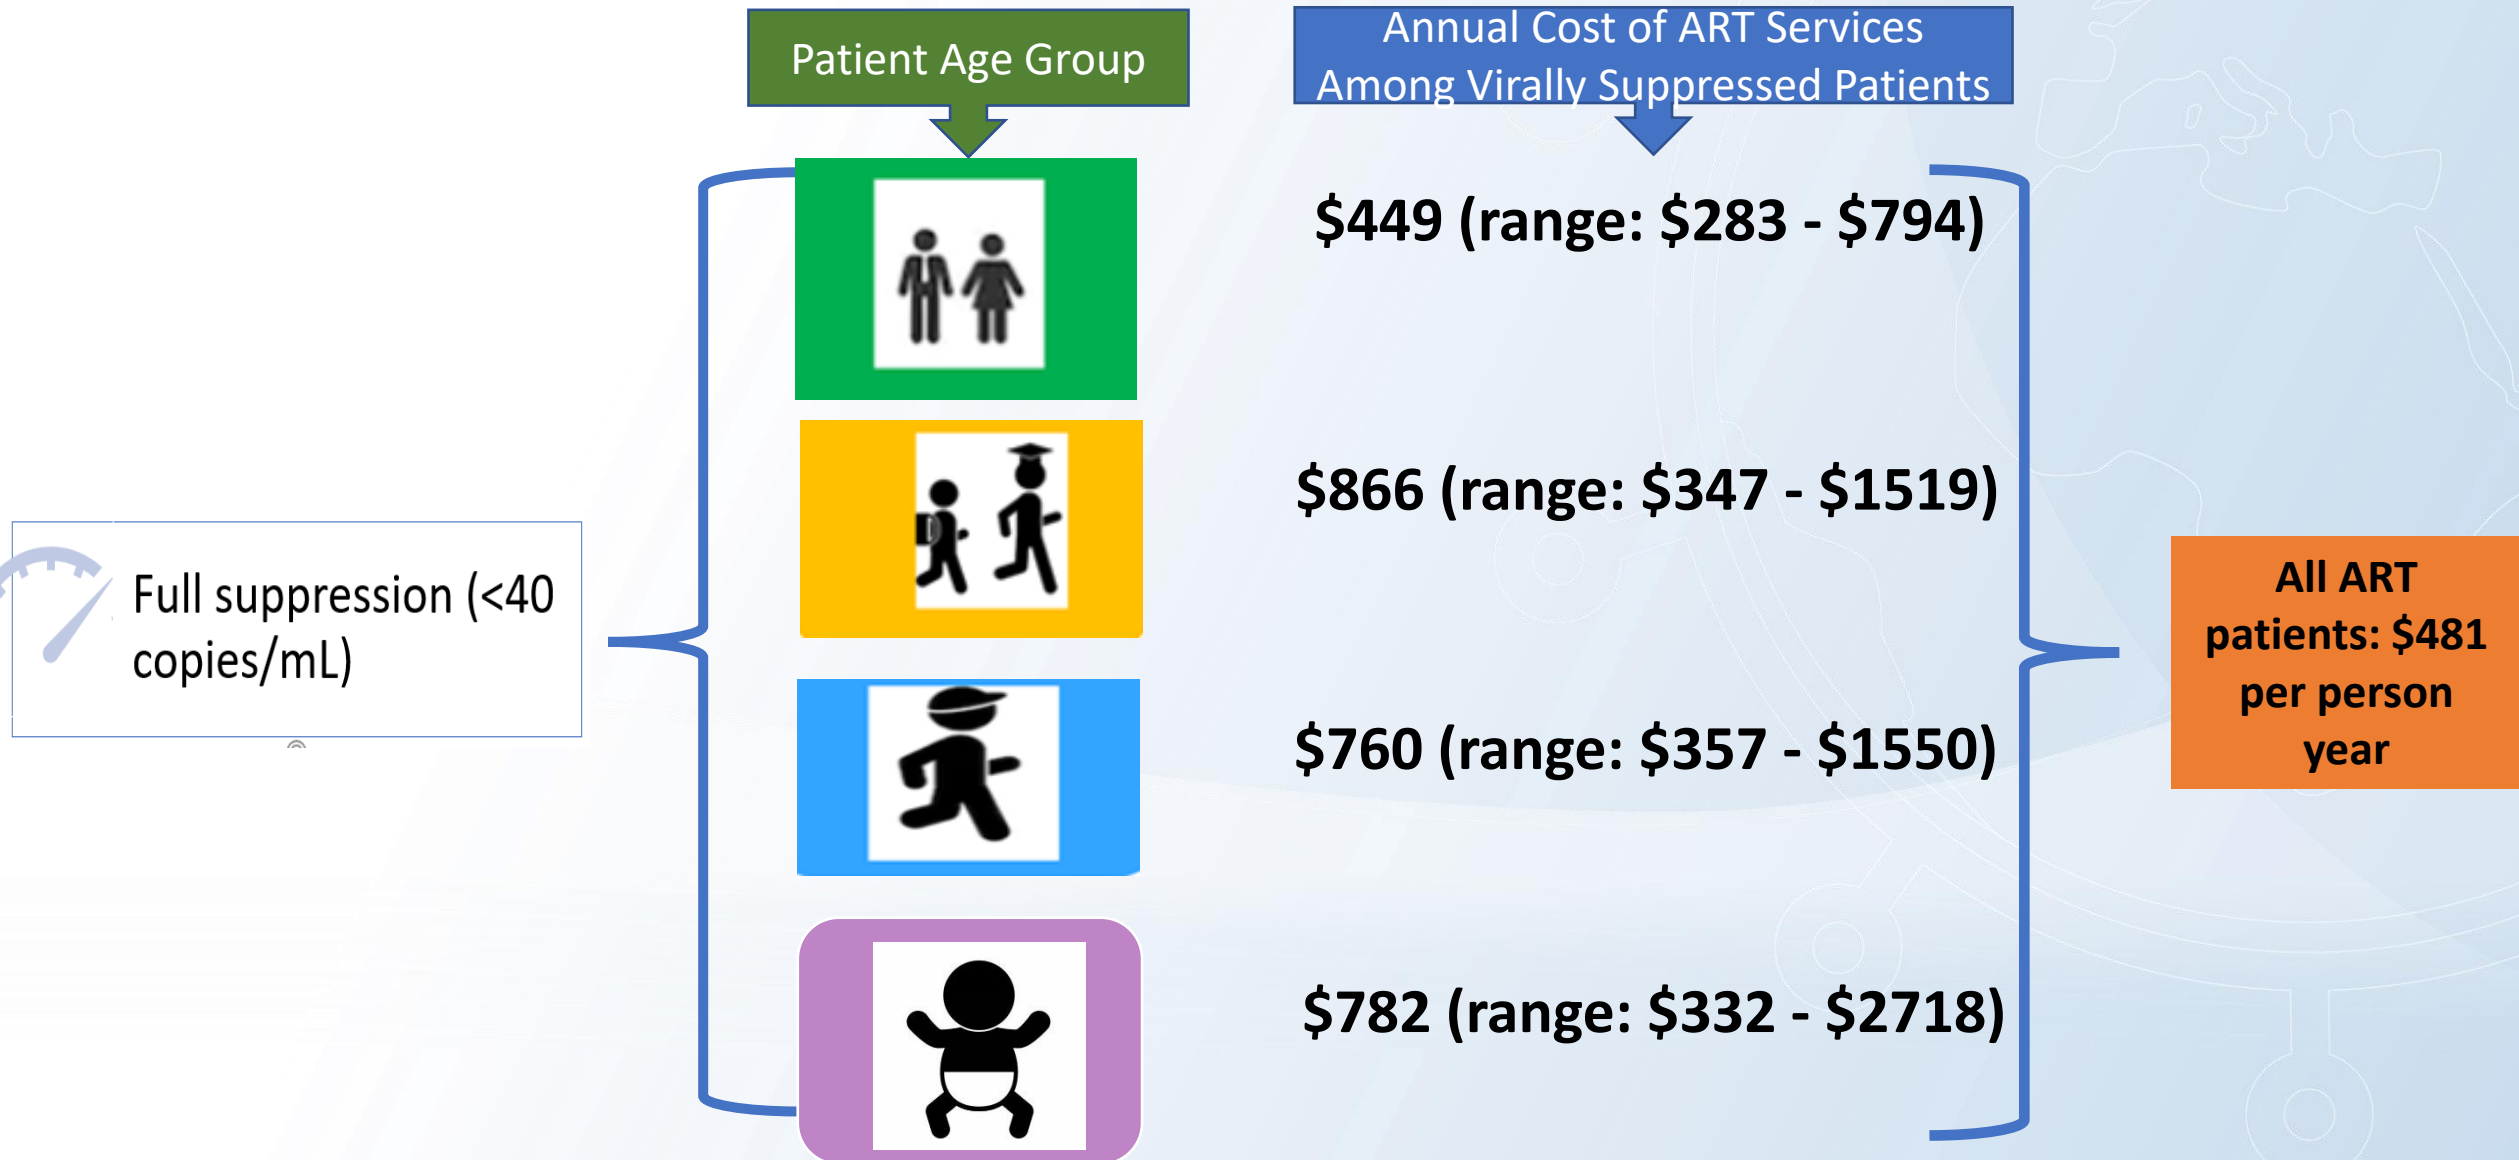 Patient Age Group
Annual Cost of ART Services
Among Virally Suppressed Patients
$449 (range: $283 - $794)
$866 (range: $347 - $1519)
Full suppression (<40
copies/mL)
All ART
patients: $481
per person
year
$760 (range: $357 - $1550)
$782 (range: $332 - $2718)